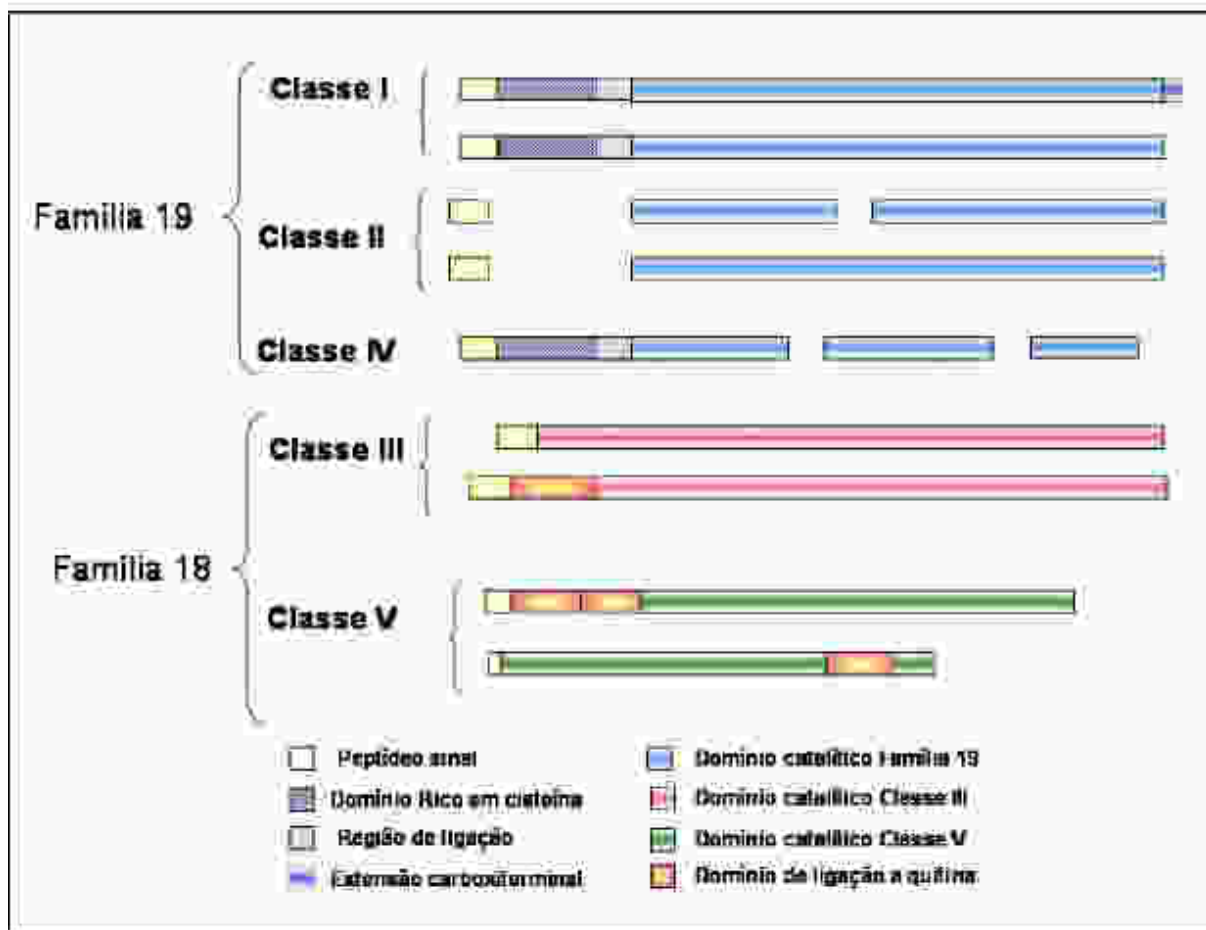 Classe I
Família 19
Classe II
Classe IV
Classe III
Família 18
Classe V
Peptídeo sinal
Domínio Rico em cisteína
Região de ligação
Extensão carboxiterminal
Domínio catalítico Família 19
Domínio catalítico Classe III
Domínio catalítico Classe V
Domínio de ligação a quitina